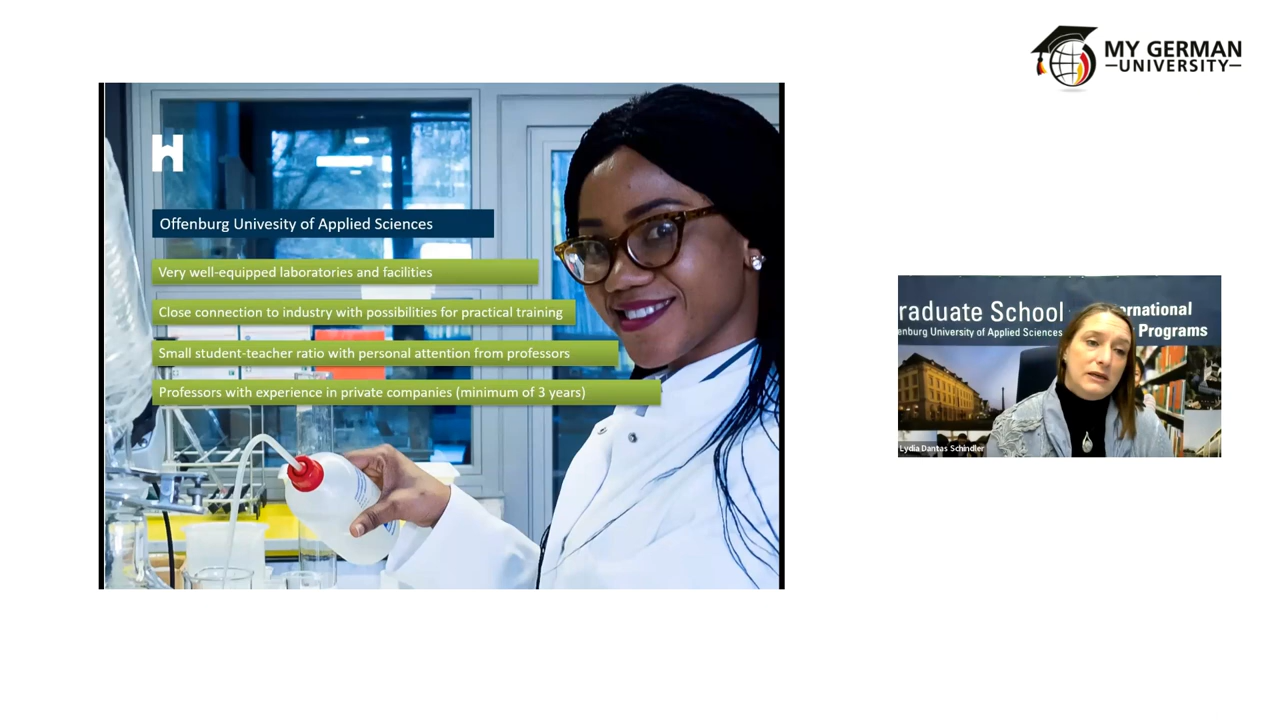 MY GERMAN
UNIVERSITY
H
Offenburg Univesity of Applied Sciences
Very well-equipped laboratories and facilities
Close connection to industry with possibilities for practical training
Small student-teacher ratio with personal attention from professors
Professors with experience in private companies (minimum of 3 years)
raduate School
enburg University of Applied Sciences
ernational
Programs
Lydia Dantas Schindler